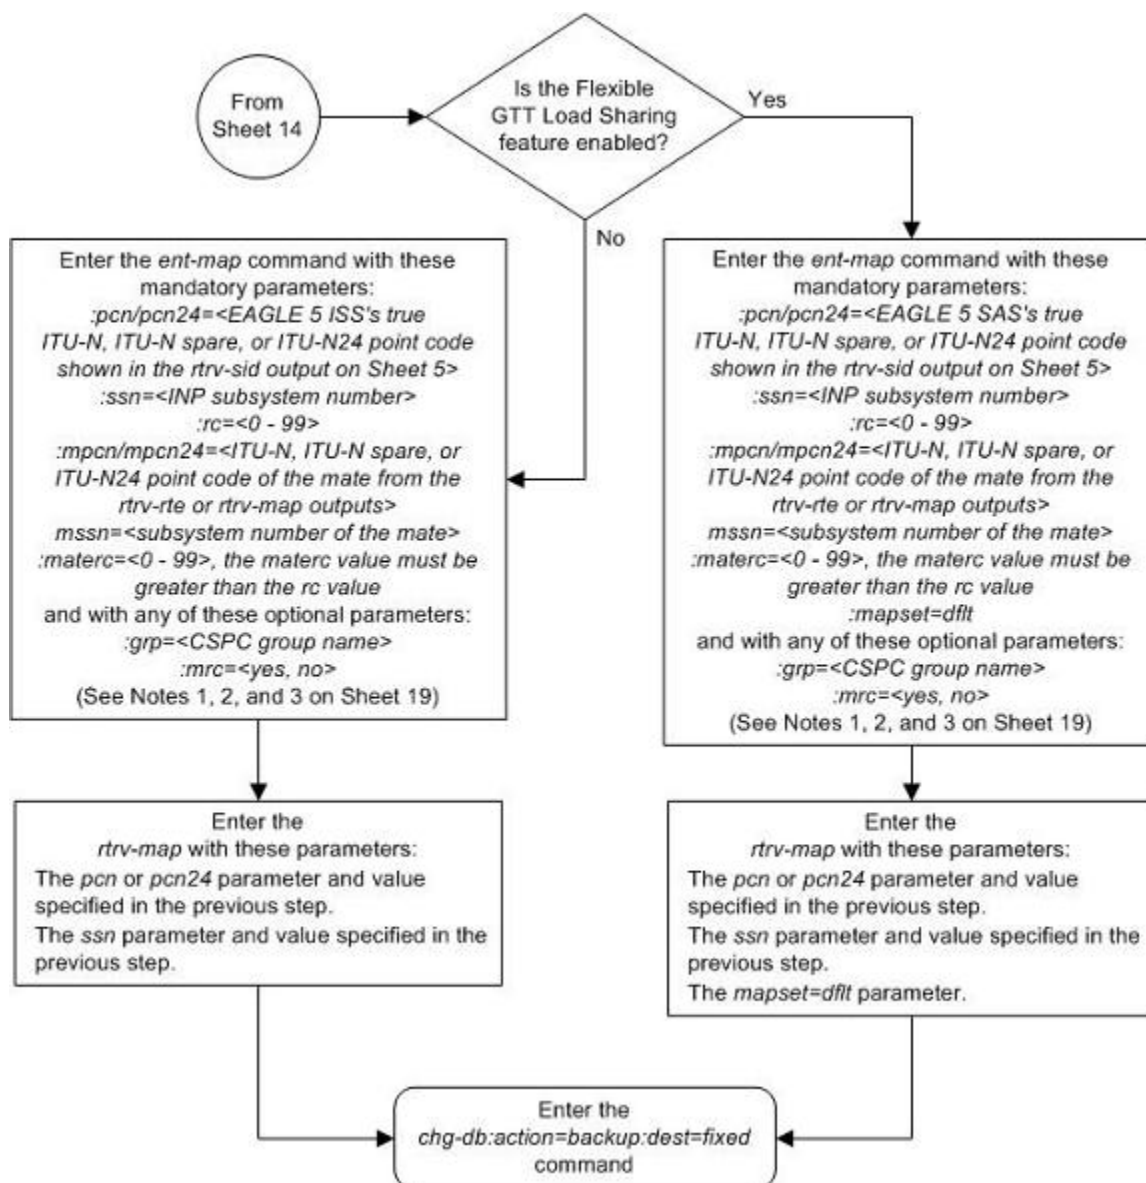 From
Sheet 14
Is the Flexible
GTT Load Sharing
feature enabled?
Yes
No
Enter the ent-map command with these
mandatory parameters:
:pcn/pcn24=<EAGLE 5 ISS's true
ITU-N, ITU-N spare, or ITU-N24 point code
shown in the rtrv-sid output on Sheet 5>
:ssn=<INP subsystem number>
:rc=<0 - 99>
:mpcn/mpcn24=<ITU-N, ITU-N spare, or
ITU-N24 point code of the mate from the
rtrv-rte or rtrv-map outputs>
mssn=<subsystem number of the mate>
:materc=<0 - 99>, the materc value must be
greater than the rc value
and with any of these optional parameters:
:grp=<CSPC group name>
:mrc=<yes, no>
(See Notes 1, 2, and 3 on Sheet 19)
Enter the ent-map command with these
mandatory parameters:
:pcn/pcn24=<EAGLE 5 SAS's true
ITU-N, ITU-N spare, or ITU-N24 point code
shown in the rtrv-sid output on Sheet 5>
:ssn=<INP subsystem number>
:rc=<0 - 99>
:mpcn/mpcn24=<ITU-N, ITU-N spare, or
ITU-N24 point code of the mate from the
rtrv-rte or rtrv-map outputs>
mssn=<subsystem number of the mate>
:materc=<0 - 99>, the materc value must be
greater than the rc value
:mapset=dflt
and with any of these optional parameters:
:grp=<CSPC group name>
:mrc=<yes, no>
(See Notes 1, 2, and 3 on Sheet 19)
Enter the
rtrv-map with these parameters:
The pcn or pcn24 parameter and value
specified in the previous step.
The ssn parameter and value specified in the
previous step.
Enter the
rtrv-map with these parameters:
The pcn or pcn24 parameter and value
specified in the previous step.
The ssn parameter and value specified in the
previous step.
The mapset=dflt parameter.
Enter the
chg-db:action=backup:dest=fixed
command